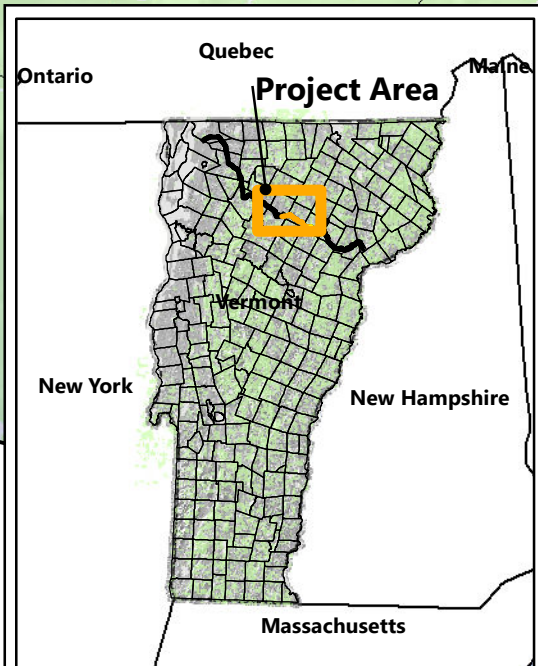 Quebec
Ontario
Maine
Project Area
Vermont
New York
New Hampshire
Massachusetts